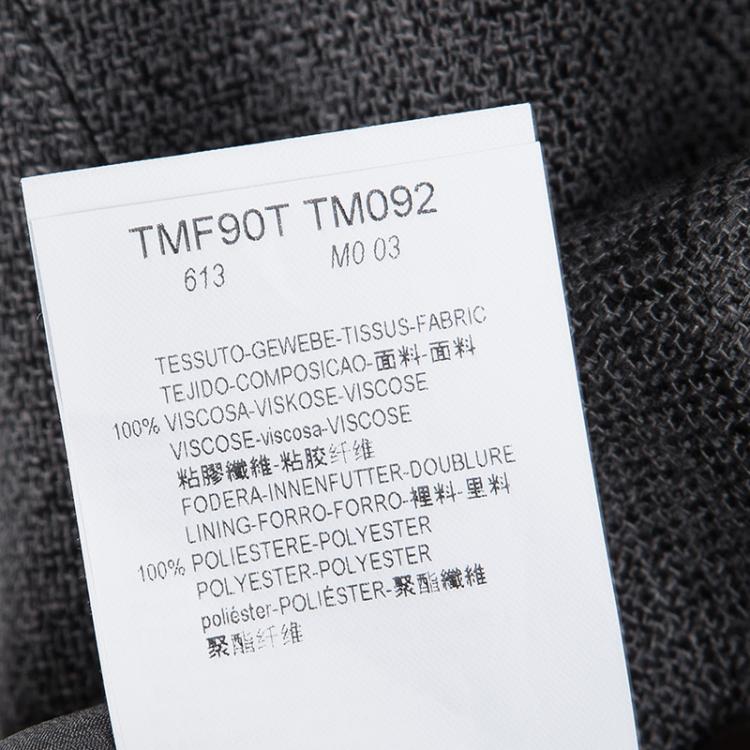 TMF90T TM092
613 M0 03
TESSUTO-GEWEBE-TISSUS-FABRIC
TEJIDO-COMPOSICAO-面料-面料
100% VISCOSA-VISKOSE-VISCOSE
VISCOSE-viscosa-VISCOSE
粘膠纖維-粘胶纤维
FODERA-INNENFUTTER-DOUBLURE
LINING-FORRO-FORRO-裡料-里料
100% POLIESTERE-POLYESTER
POLYESTER-POLYESTER
poliéster-POLIÉSTER-聚酯纖維
聚酯纤维